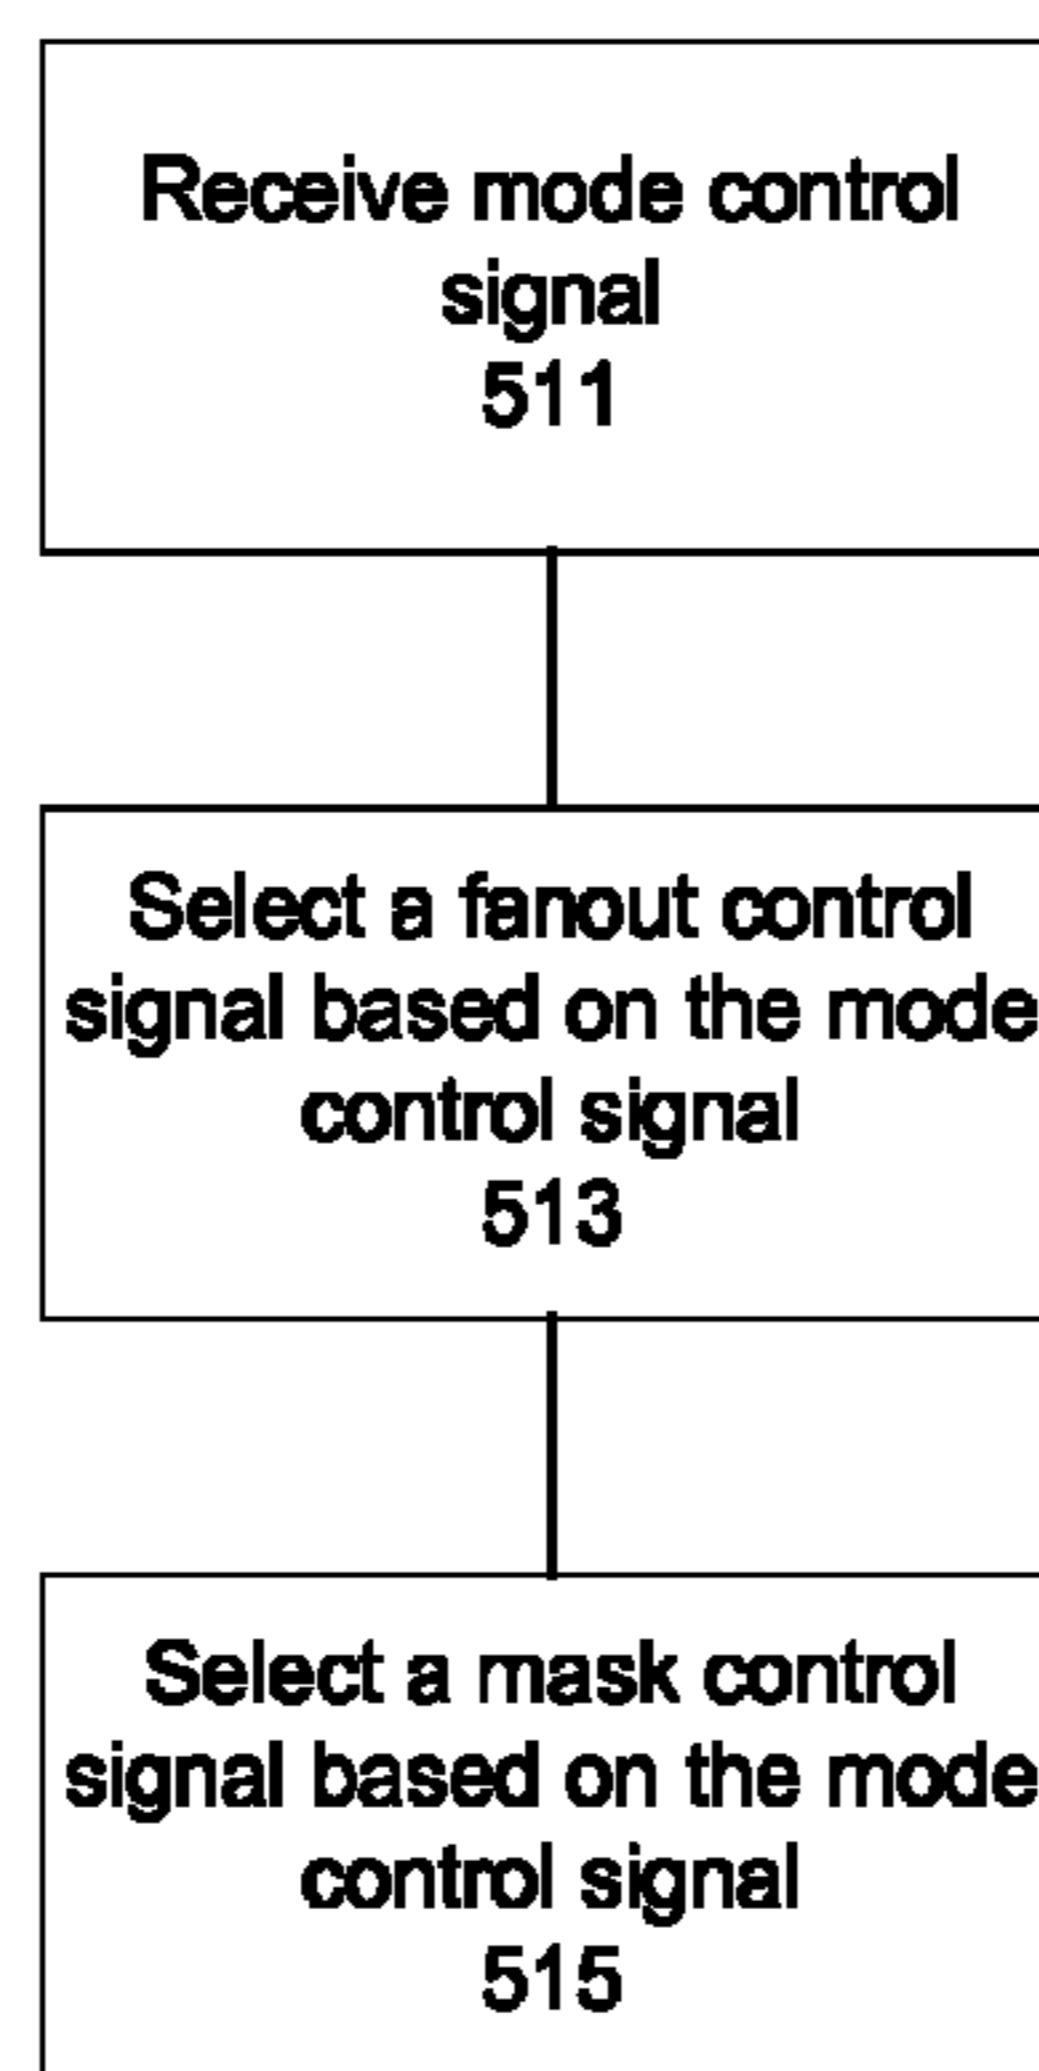 Receive mode control
signal
511
Select a fanout control
signal based on the mode
control signal
513
Select a mask control
signal based on the mode
control signal
515